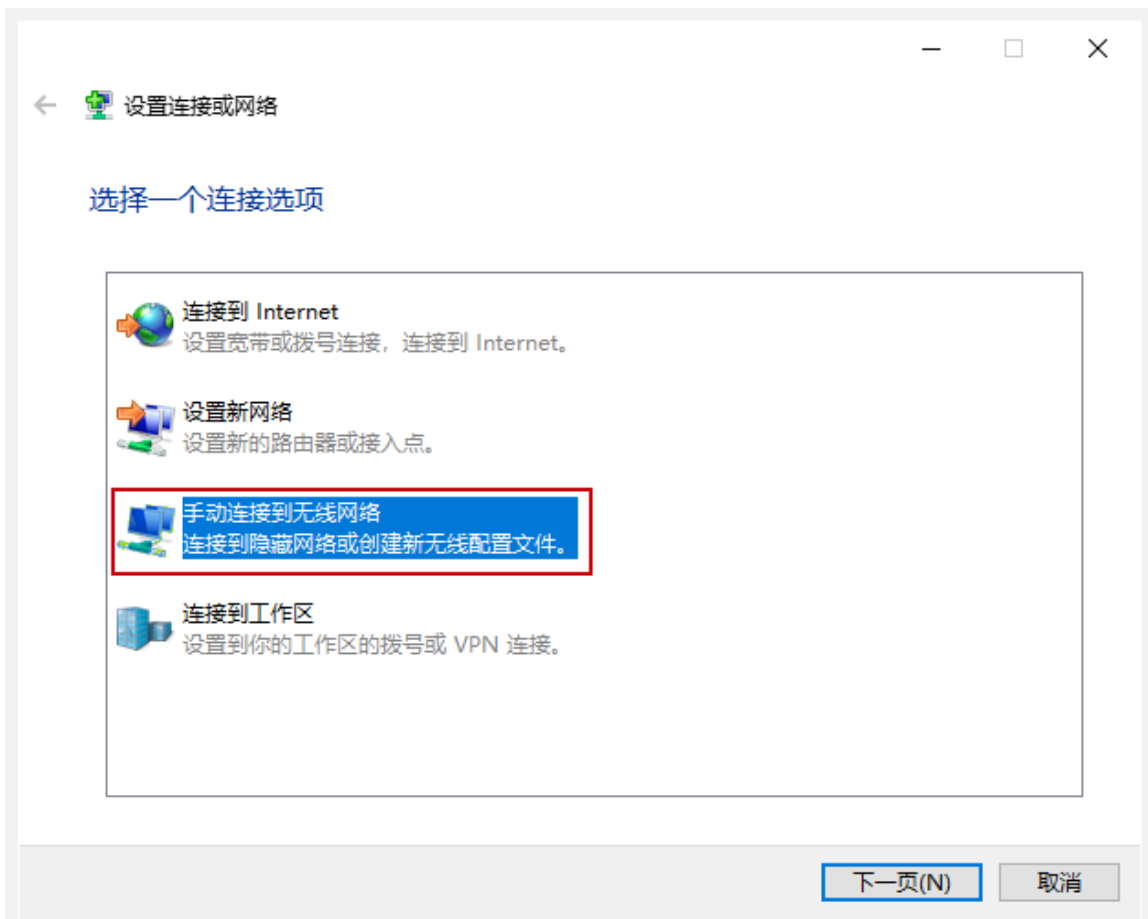 设置连接或网络
选择一个连接选项
连接到 Internet
设置宽带或拨号连接，连接到 Internet。
设置新网络
设置新的路由器或接入点。
手动连接到无线网络
连接到隐藏网络或创建新无线配置文件。
连接到工作区
设置到你的工作区的拨号或 VPN 连接。
下一页(N)
取消